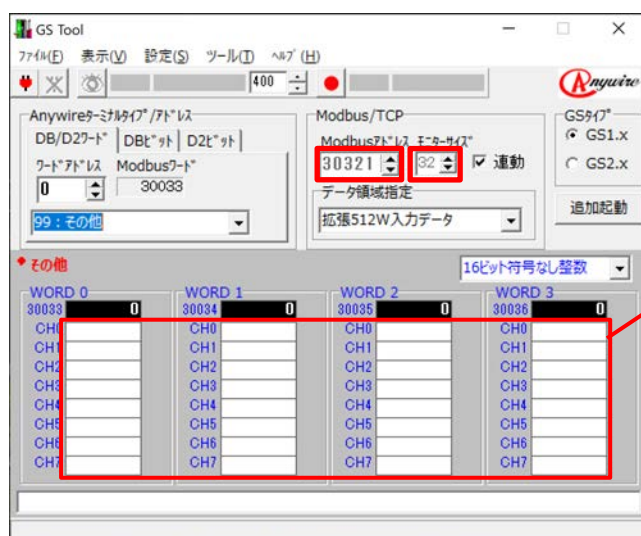 GS Tool
ファイル(F) 表示(V) 設定(S) ツール(T) ヘルプ(H)
400
Anywire
Anywireターミナルタイプ/アドレス
DB/D2ワード DBビット D2ビット
ワードアドレス Modbusワード
0 30033
99:その他
Modbus/TCP
Modbusアドレス モニターサイズ
30321 32 連動
データ領域指定
拡張512W入力データ
GSタイプ
GS1.x
GS2.x
追加起動
その他
16ビット符号なし整数
WORD 0 WORD 1 WORD 2 WORD 3
30033 0 30034 0 30035 0 30036 0
CH0 CH0 CH0 CH0
CH1 CH1 CH1 CH1
CH2 CH2 CH2 CH2
CH3 CH3 CH3 CH3
CH4 CH4 CH4 CH4
CH5 CH5 CH5 CH5
CH6 CH6 CH6 CH6
CH7 CH7 CH7 CH7